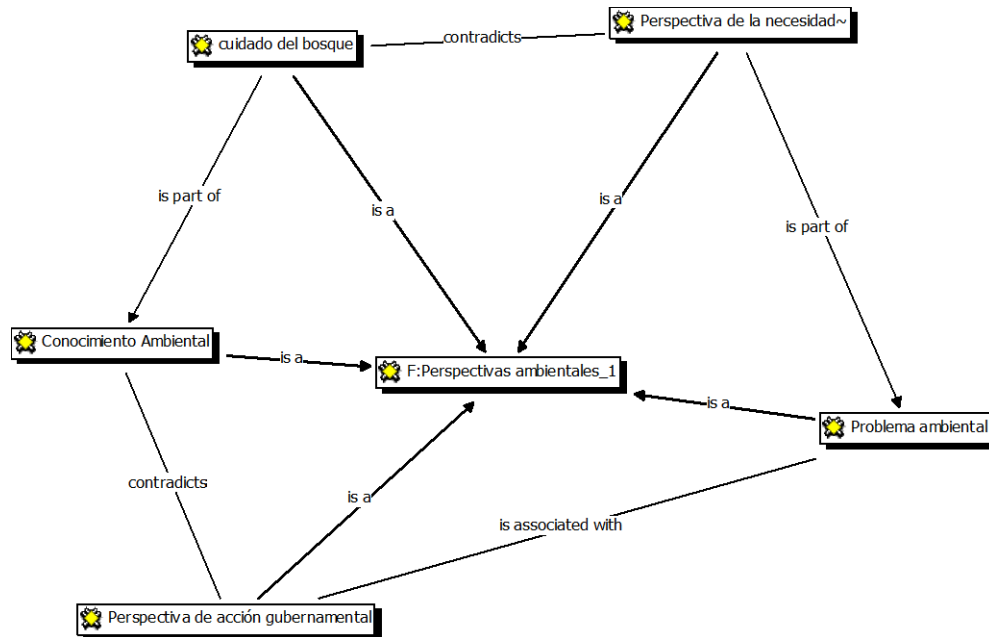 cuidado del bosque
contradicts
Perspectiva de la necesidad~
is part of
is a
is a
is part of
Conocimiento Ambiental
is a
F:Perspectivas ambientales_1
is a
Problema ambiental
contradicts
is a
is associated with
Perspectiva de acción gubernamental